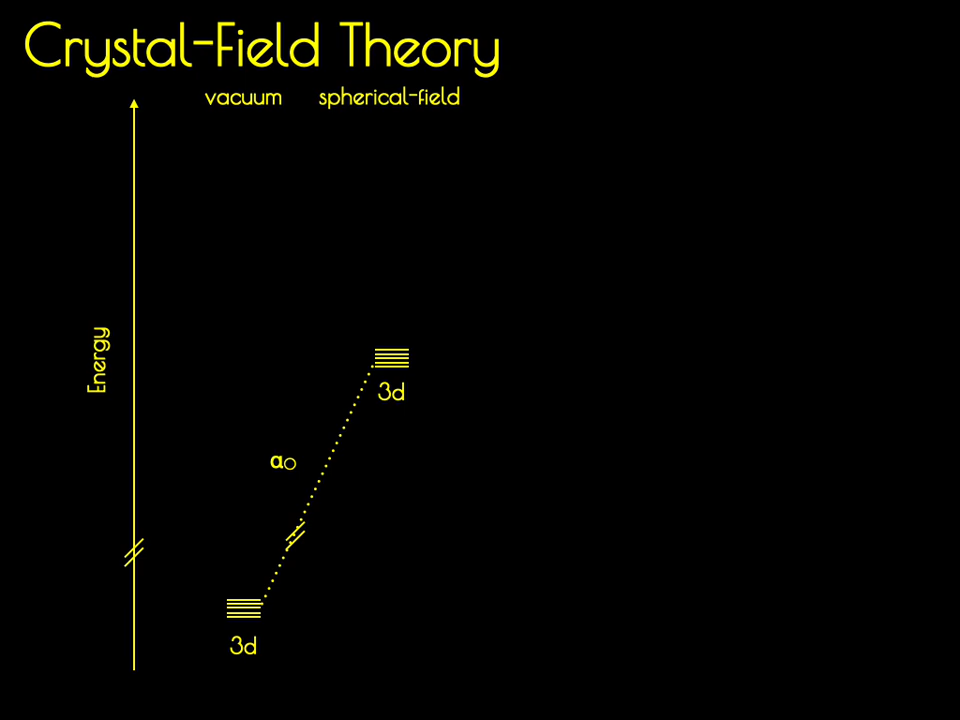 Crystal-Field Theory
vacuum spherical-field
Energy
3d
αo
3d